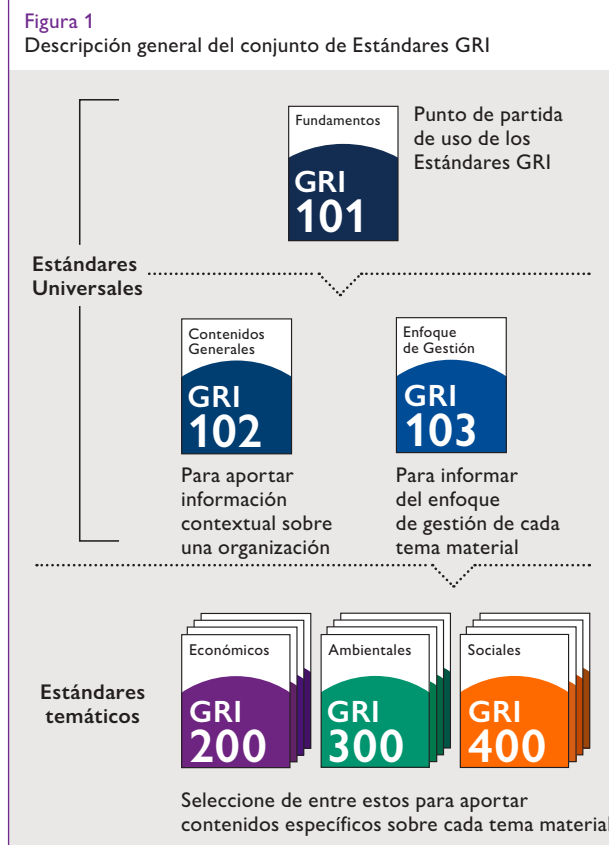 Figura 1
Descripción general del conjunto de Estándares GRI
Fundamentos
GRI
101
Punto de partida
de uso de los
Estándares GRI
Estándares
Universales
Contenidos
Generales
GRI
102
Para aportar
información
contextual sobre
una organización
Enfoque
de Gestión
GRI
103
Para informar
del enfoque
de gestión de cada
tema material
Estándares
temáticos
Económicos
GRI
200
Ambientales
GRI
300
Sociales
GRI
400
Seleccione de entre estos para aportar
contenidos específicos sobre cada tema material